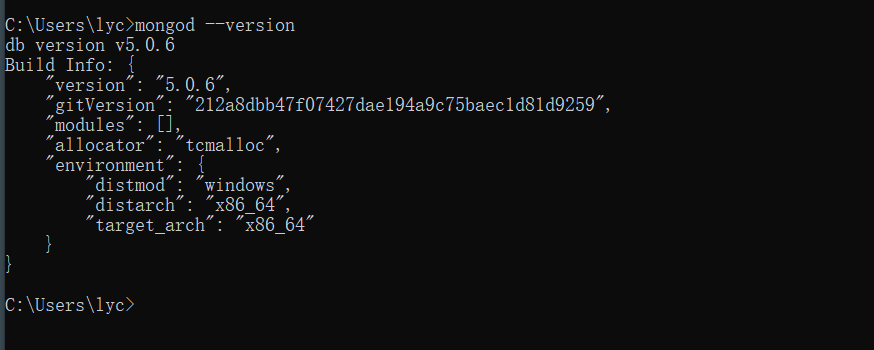 C:\Users\lyc>mongod --version
db version v5.0.6
Build Info: {
    "version": "5.0.6",
    "gitVersion": "212a8dbb47f07427dae194a9c75baec1d81d9259",
    "modules": [],
    "allocator": "tcmalloc",
    "environment": {
        "distmod": "windows",
        "distarch": "x86_64",
        "target_arch": "x86_64"
    }
}
C:\Users\lyc>